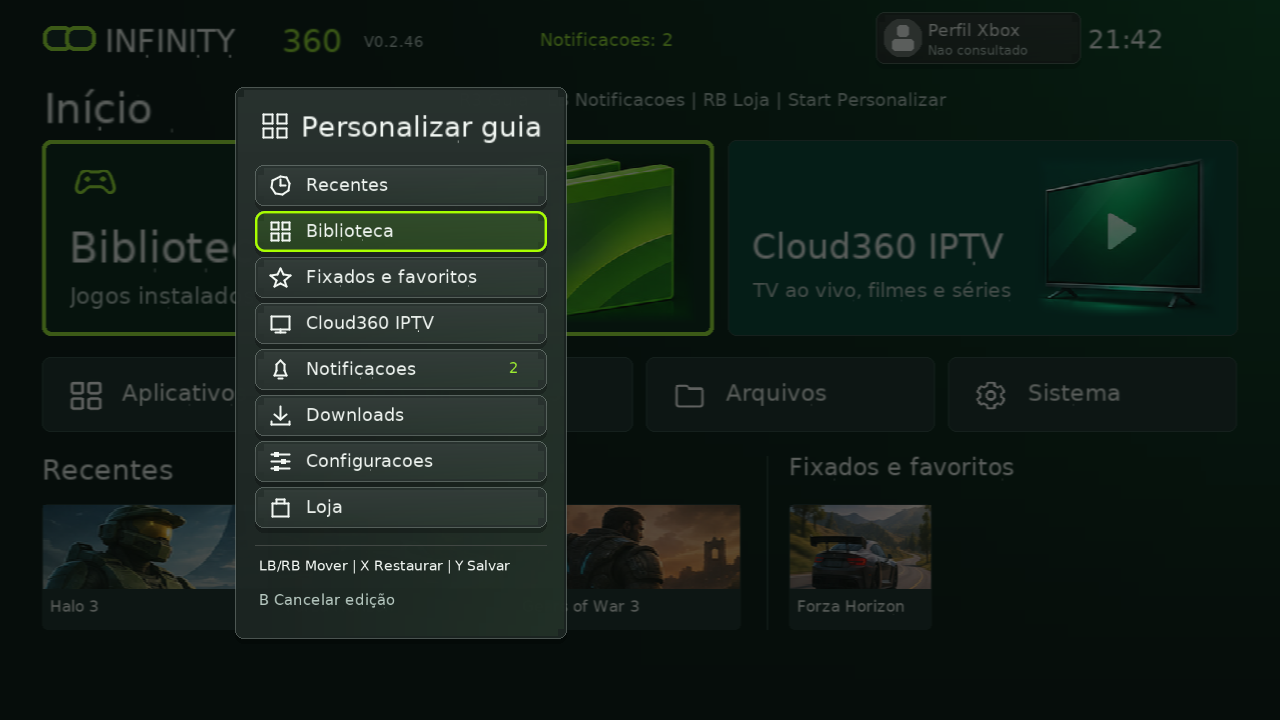 INFINITY 360 V0.2.46 Notificacoes: 2 Perfil Xbox 21:42
Nao consultado
Início Notificacoes | RB Loja | Start Personalizar
Personalizar guia
Recentes
Biblioteca
Fixados e favoritos
Cloud360 IPTV
Notificacoes 2
Downloads
Configuracoes
Loja
LB/RB Mover | X Restaurar | Y Salvar
B Cancelar edição
Cloud360 IPTV
TV ao vivo, filmes e séries
Jogos
Arquivos
Sistema
Recentes
Fixados e favoritos
Halo 3
of War 3
Forza Horizon